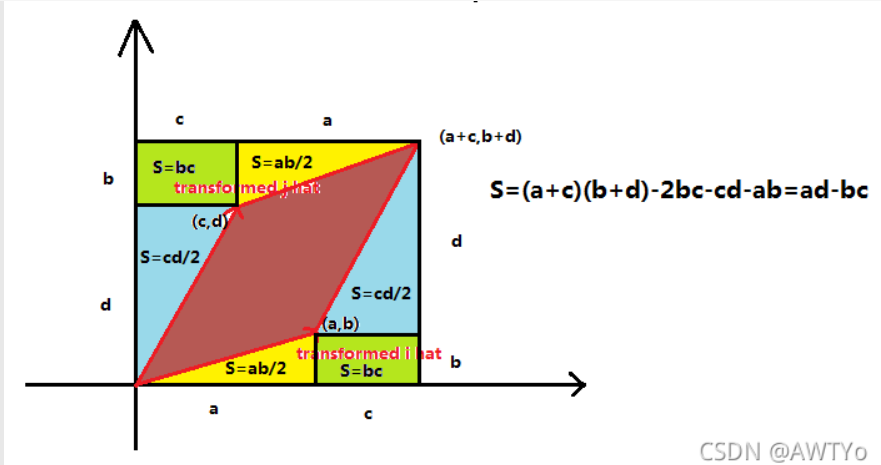 c
a
(a+c,b+d)
S=bc
S=ab/2
b
transformed j hat
S=(a+c)(b+d)-2bc-cd-ab=ad-bc
(c,d)
d
S=cd/2
S=cd/2
d
(a,b)
transformed i hat
b
S=ab/2
S=bc
a
c
CSDN @AWTYo